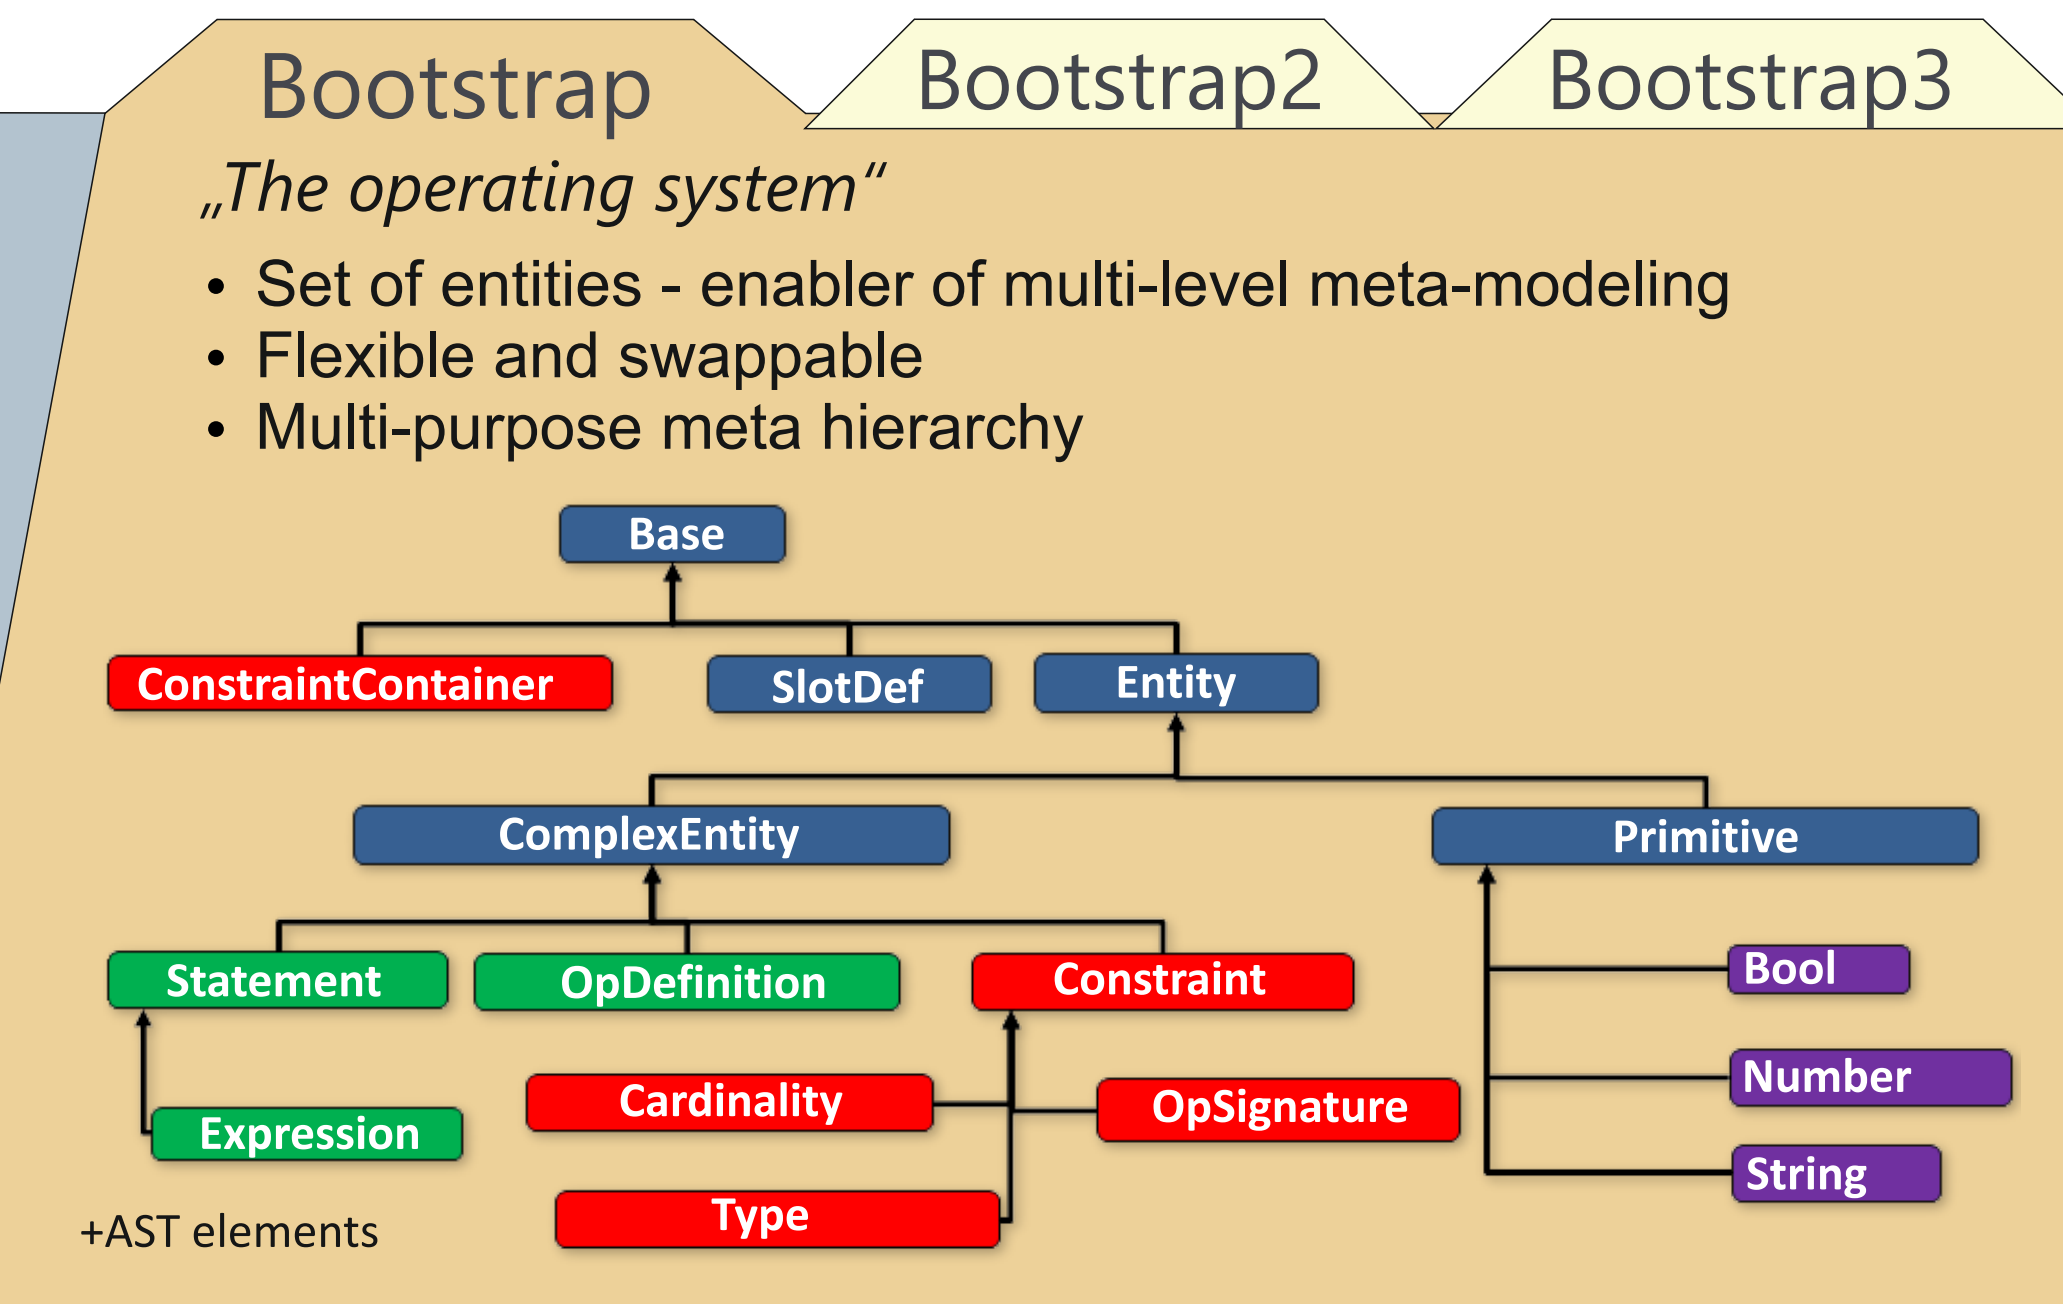 Bootstrap
Bootstrap2
Bootstrap3
„The operating system“
• Set of entities - enabler of multi-level meta-modeling
• Flexible and swappable
• Multi-purpose meta hierarchy
Base
ConstraintContainer
SlotDef
Entity
ComplexEntity
Primitive
Statement
OpDefinition
Constraint
Bool
Cardinality
OpSignature
Number
Expression
Type
String
+AST elements